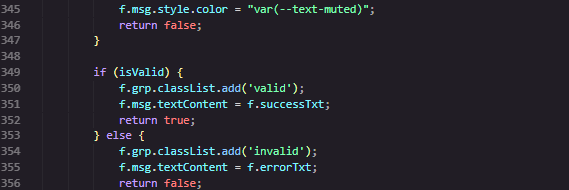 345 f.msg.style.color = "var(--text-muted)";
346 return false;
347 }
348
349 if (isValid) {
350 f.grp.classList.add('valid');
351 f.msg.textContent = f.successTxt;
352 return true;
353 } else {
354 f.grp.classList.add('invalid');
355 f.msg.textContent = f.errorTxt;
356 return false;